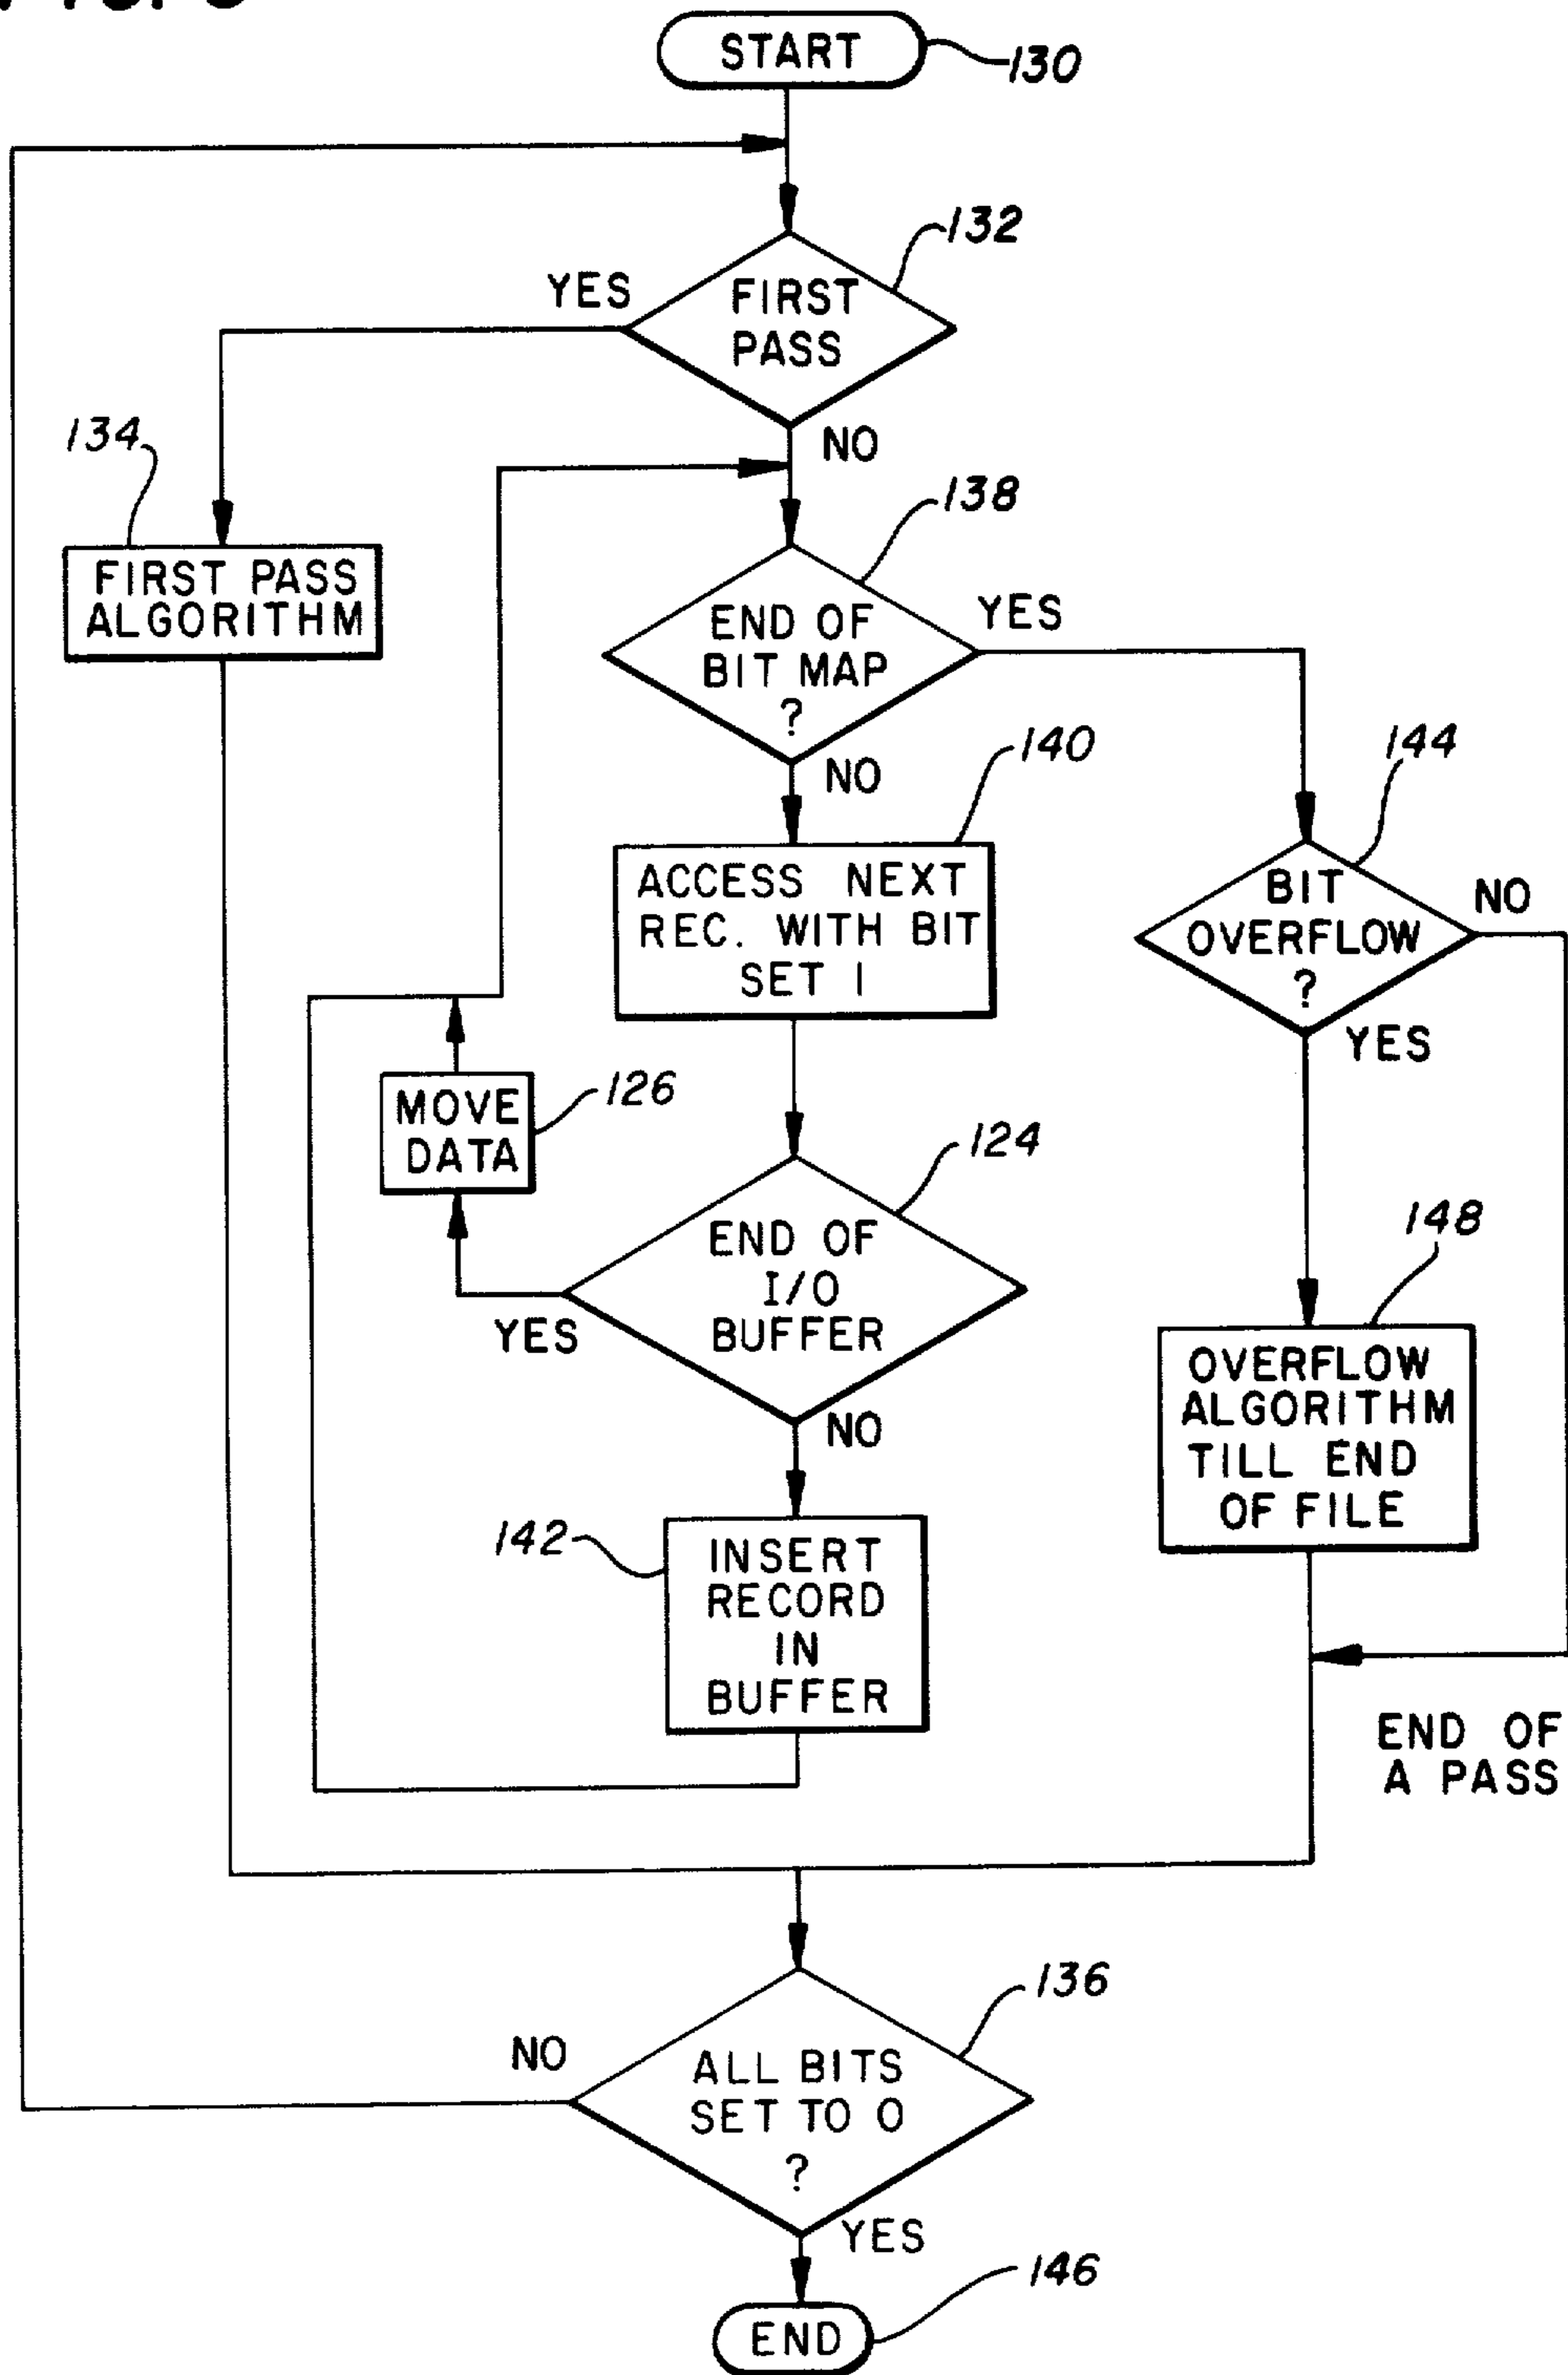 START
130
132
YES
FIRST
PASS
NO
134
138
FIRST PASS
ALGORITHM
END OF
BIT MAP
?
YES
NO
140
144
ACCESS NEXT
REC. WITH BIT
SET 1
BIT
OVERFLOW
?
NO
YES
MOVE
DATA
126
124
END OF
I/O
BUFFER
YES
NO
148
OVERFLOW
ALGORITHM
TILL END
OF FILE
142
INSERT
RECORD
IN
BUFFER
END OF
A PASS
136
NO
ALL BITS
SET TO 0
?
YES
146
END